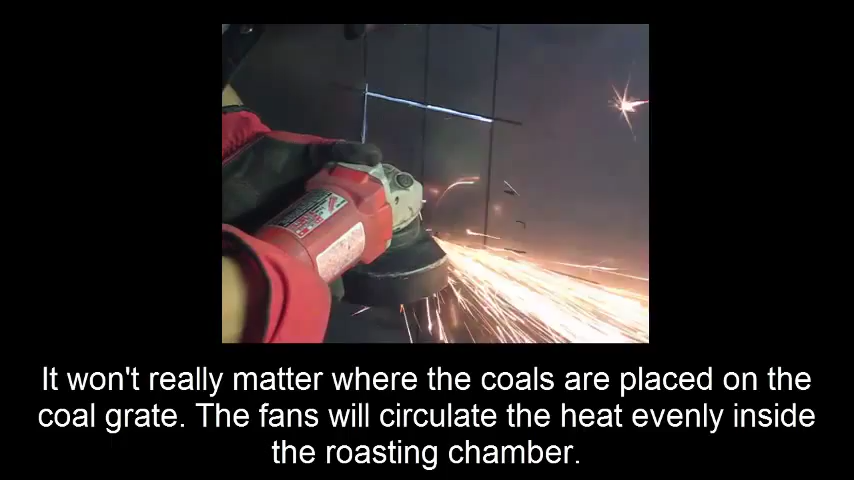 It won't really matter where the coals are placed on the
coal grate. The fans will circulate the heat evenly inside
the roasting chamber.